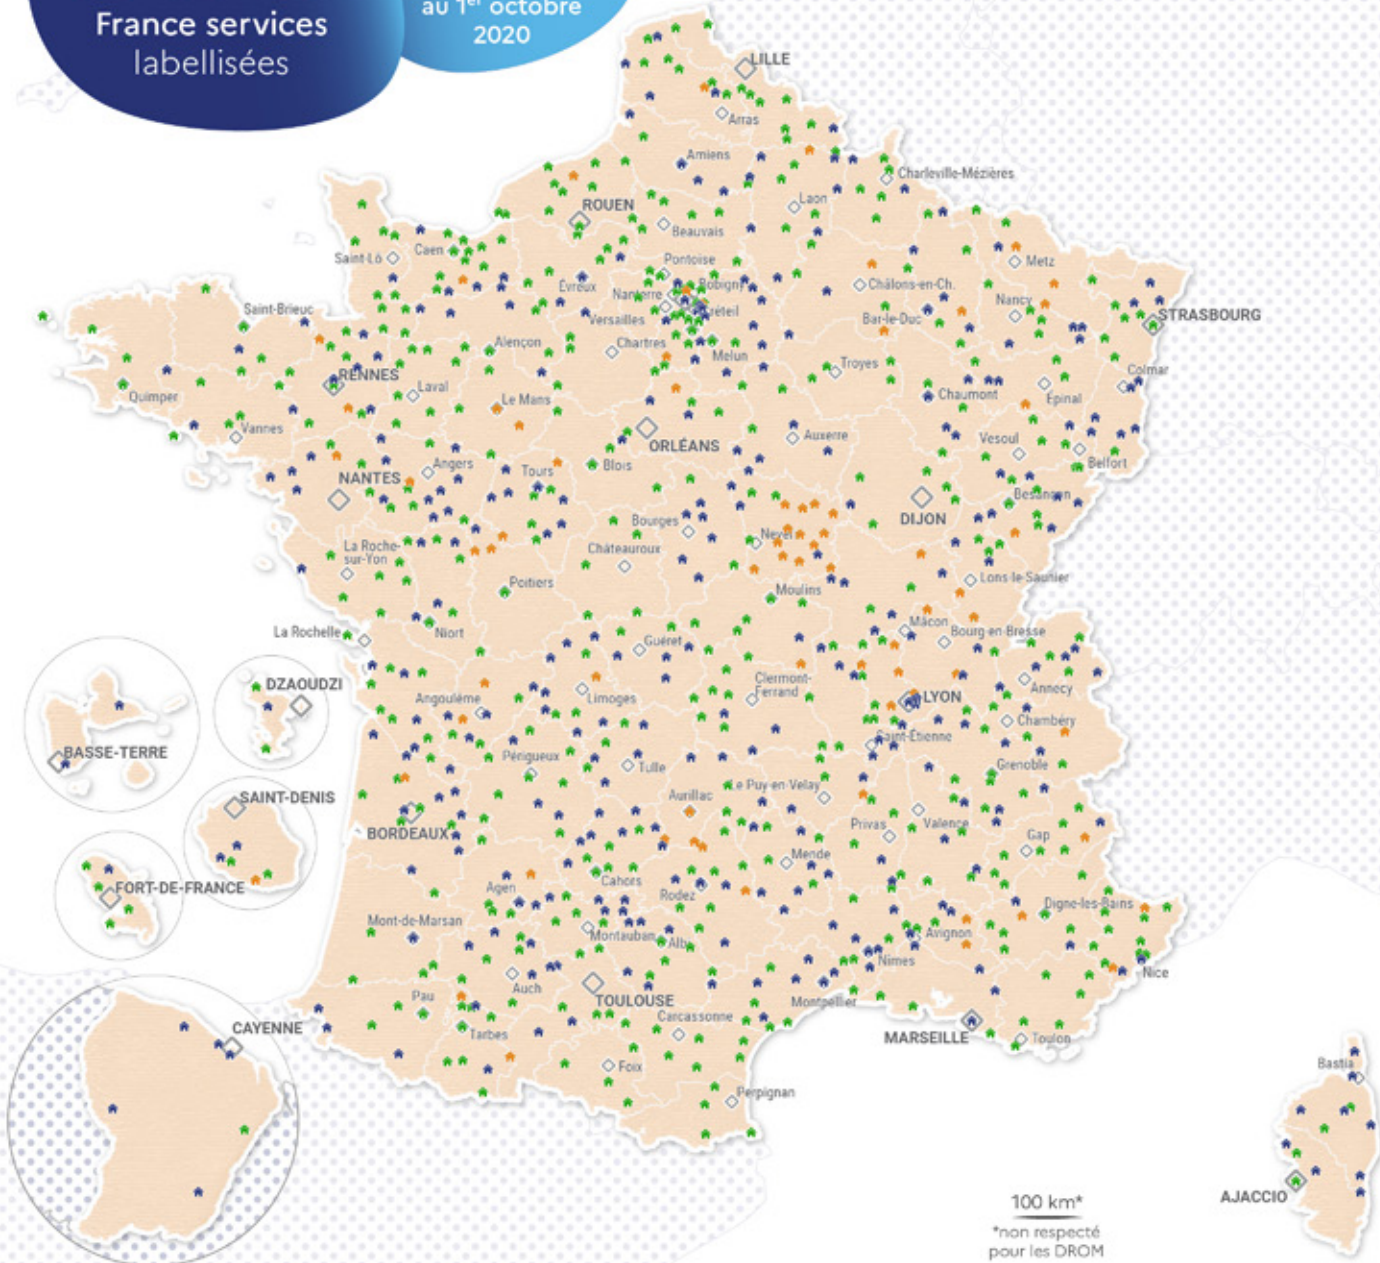 France services
labellisées
au 1er octobre
2020
LILLE
Arras
Amiens
Charleville-Mézières
Laon
ROUEN
Beauvais
Saint-Lô
Caen
Pontoise
Metz
Évreux
Bobigny
Nanterre
Châlons-en-Ch.
Nancy
Saint-Brieuc
Versailles
Créteil
Bar-le-Duc
STRASBOURG
Alençon
Chartres
Melun
Troyes
RENNES
Laval
Colmar
Quimper
Le Mans
Chaumont
Épinal
Vannes
ORLÉANS
Auxerre
Vesoul
Angers
Tours
Blois
Belfort
NANTES
Besançon
DIJON
Bourges
Nevers
La Roche-
sur-Yon
Châteauroux
Poitiers
Moulins
Lons-le-Saunier
La Rochelle
Niort
Guéret
Mâcon
Bourg-en-Bresse
DZAOUDZI
Angoulême
Limoges
Clermont-
Ferrand
LYON
Annecy
Chambéry
BASSE-TERRE
Saint-Étienne
Périgueux
Tulle
Grenoble
SAINT-DENIS
Aurillac
Le Puy-en-Velay
BORDEAUX
Privas
Valence
Gap
Mende
FORT-DE-FRANCE
Agen
Cahors
Rodez
Digne-les-Bains
Mont-de-Marsan
Montauban
Albi
Avignon
Nîmes
Nice
Auch
TOULOUSE
Montpellier
Pau
Carcassonne
CAYENNE
Tarbes
MARSEILLE
Toulon
Foix
Bastia
Perpignan
AJACCIO
100 km*
*non respecté
pour les DROM